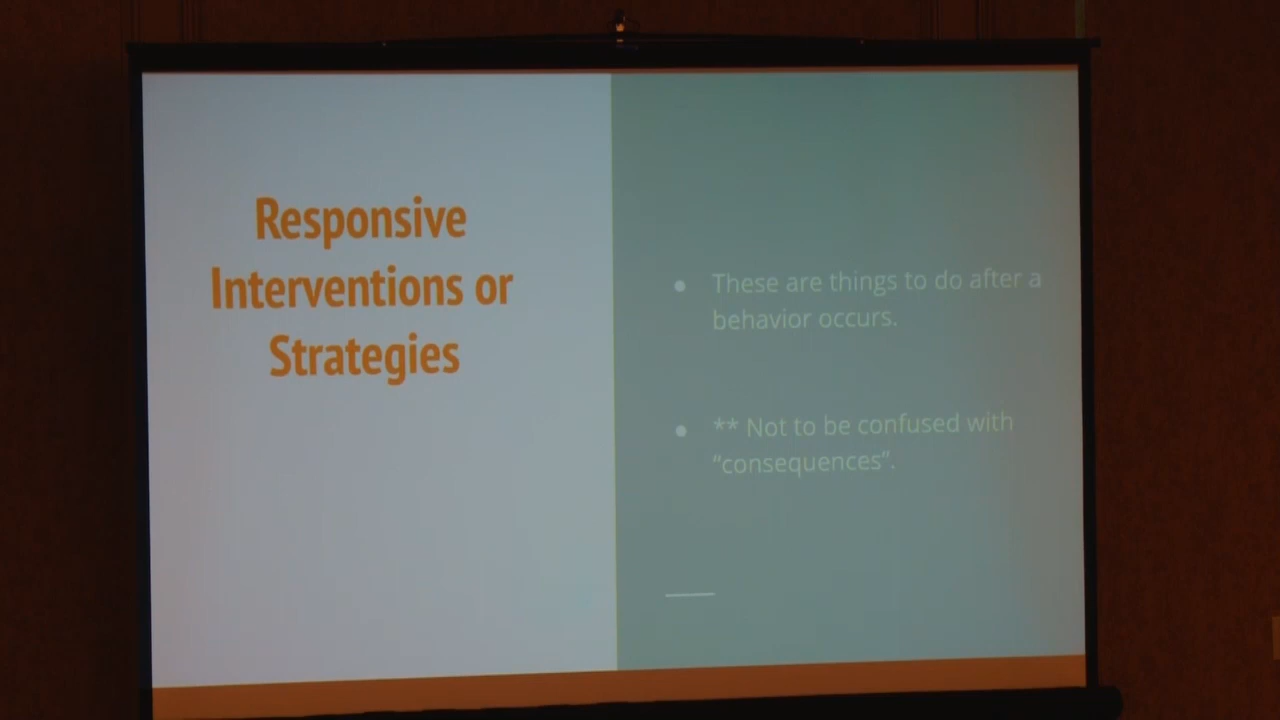 Responsive
Interventions or
Strategies
● These are things to do after a
behavior occurs.
● ** Not to be confused with
“consequences”.